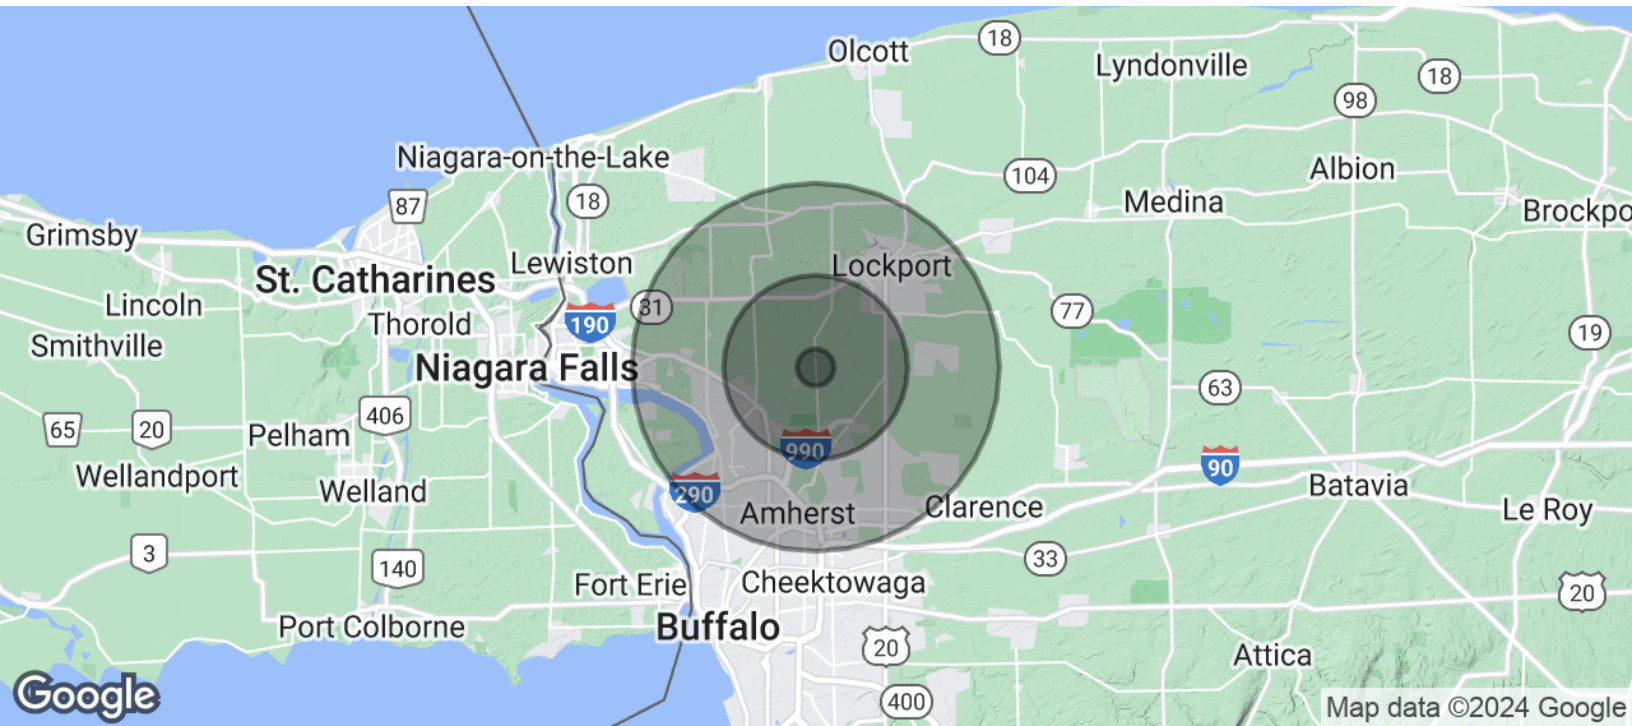 Olcott
18
Lyndonville
18
98
Niagara-on-the-Lake
104
Albion
87
18
Medina
Brockpo
Grimsby
Lewiston
Lockport
St. Catharines
Lincoln
31
77
Thorold
190
19
Smithville
Niagara Falls
63
406
65
20
Pelham
990
90
Wellandport
Welland
290
Batavia
Amherst
Clarence
Le Roy
3
33
140
Fort Erie
Cheektowaga
20
Port Colborne
Buffalo
20
Attica
Google
400
Map data ©2024 Google